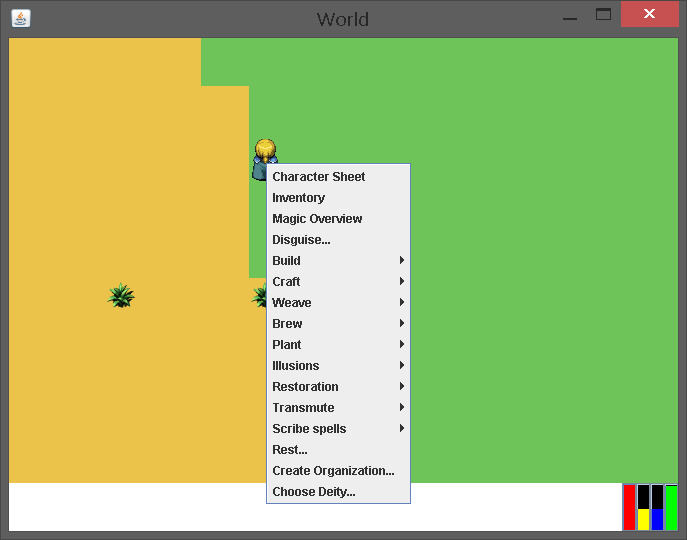 World
Character Sheet
Inventory
Magic Overview
Disguise...
Build
Craft
Weave
Brew
Plant
Illusions
Restoration
Transmute
Scribe spells
Rest...
Create Organization...
Choose Deity...